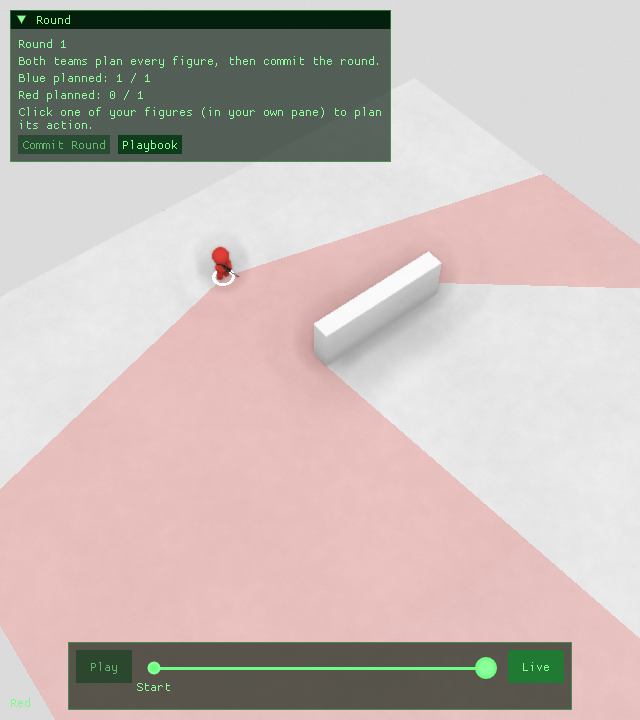 Round
Round 1
Both teams plan every figure, then commit the round.
Blue planned: 1 / 1
Red planned: 0 / 1
Click one of your figures (in your own pane) to plan
its action.
Commit Round Playbook
Play Live
Start
Red